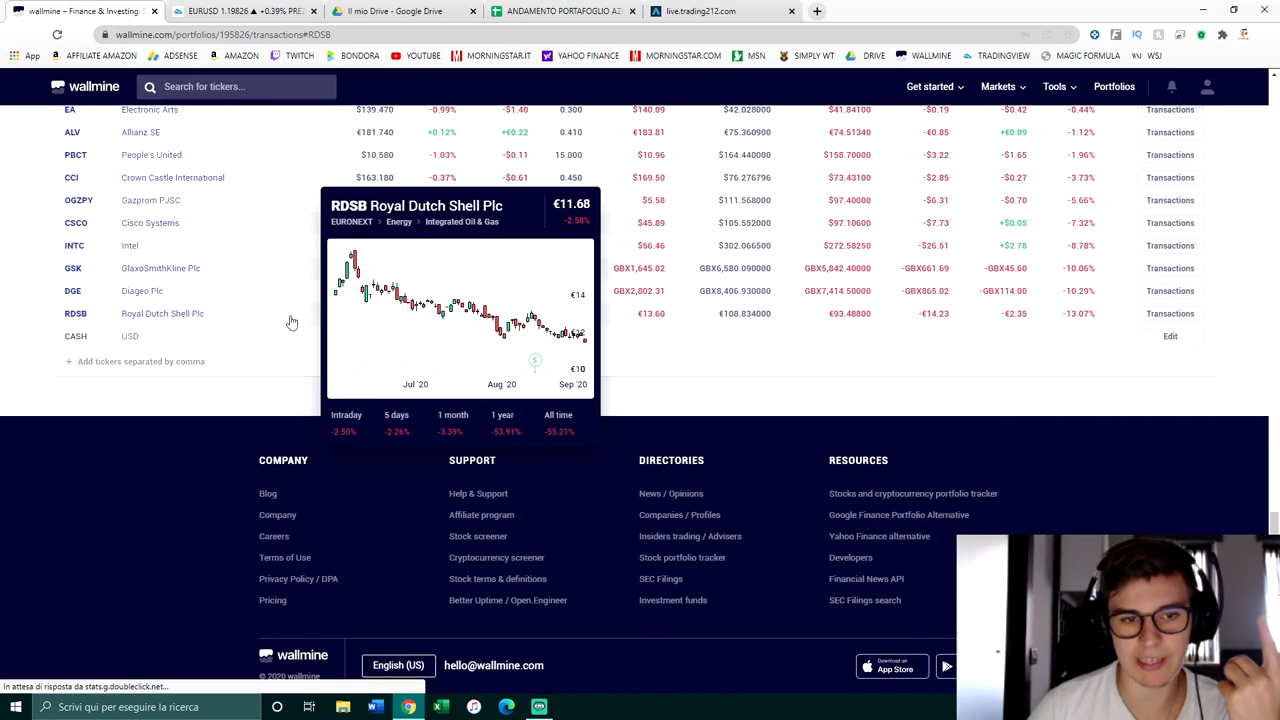 EURUSD 1.19678 ▲ +0.39% PRE
Il mio Drive - Google Drive
ANDAMENTO PORTAFOGLIO AZI
live.trading212.com
wallmine.com/portfolios/195826/transactions#RDSB
AFFILIATE AMAZON
ADSENSE
AMAZON
TWITCH
BONDORA
YOUTUBE
MORNINGSTAR.IT
YAHOO FINANCE
MORNINGSTAR.COM
MSN
SIMPLY WT
DEGIRO
WALLMINE
TRADINGVIEW
MAGIC FORMULA
WSJ
wallmine
Search for tickers...
Get started
Markets
Tools
Portfolios
EA Electronic Arts $139.470 -0.99% -$1.40 0.300 $140.09 $42.028000 $41.84100 -$0.19 -$0.42 -0.44% Transactions
ALV Allianz SE €181.740 +0.12% +€0.22 0.410 €183.81 €75.360900 €74.51340 -€0.85 +€0.09 -1.12% Transactions
PBCT People's United $10.580 -1.03% -$0.11 15.000 $10.96 $164.440000 $158.70000 -$3.22 -$1.65 -1.96% Transactions
CCI Crown Castle International $163.180 -0.37% -$0.61 0.450 $169.50 $76.276796 $73.43100 -$2.85 -$0.27 -3.73% Transactions
OGZPY Gazprom PJSC $5.58 $111.568000 $97.40000 -$6.31 -$0.70 -5.66% Transactions
CSCO Cisco Systems $45.89 $105.552000 $97.10600 -$7.73 +$0.05 -7.32% Transactions
INTC Intel $56.46 $302.066500 $272.58250 -$26.51 +$2.78 -8.78% Transactions
GSK GlaxoSmithKline Plc GBX1,645.02 GBX6,580.090000 GBX5,842.40000 -GBX661.69 -GBX45.60 -10.06% Transactions
DGE Diageo Plc GBX2,802.31 GBX8,406.930000 GBX7,414.50000 -GBX865.02 -GBX114.00 -10.29% Transactions
RDSB Royal Dutch Shell Plc €13.60 €108.834000 €93.48800 -€14.23 -€2.35 -13.07% Transactions
CASH USD Edit
+ Add tickers separated by comma
RDSB Royal Dutch Shell Plc €11.68
EURONEXT > Energy > Integrated Oil & Gas -2.50%
€14
€12
€10
$
Jul '20 Aug '20 Sep '20
Intraday 5 days 1 month 1 year All time
-2.50% -2.26% -3.39% -53.91% -55.21%
COMPANY
Blog
Company
Careers
Terms of Use
Privacy Policy / DPA
Pricing
SUPPORT
Help & Support
Affiliate program
Stock screener
Cryptocurrency screener
Stock terms & definitions
Better Uptime / Open.Engineer
DIRECTORIES
News / Opinions
Companies / Profiles
Insiders trading / Advisers
Stock portfolio tracker
SEC Filings
Investment funds
RESOURCES
Stocks and cryptocurrency portfolio tracker
Google Finance Portfolio Alternative
Yahoo Finance alternative
Developers
Financial News API
SEC Filings search
wallmine
© 2020 wallmine
English (US)
hello@wallmine.com
Download on
App Store
In attesa di risposta da stats.g.doubleclick.net...
Scrivi qui per eseguire la ricerca